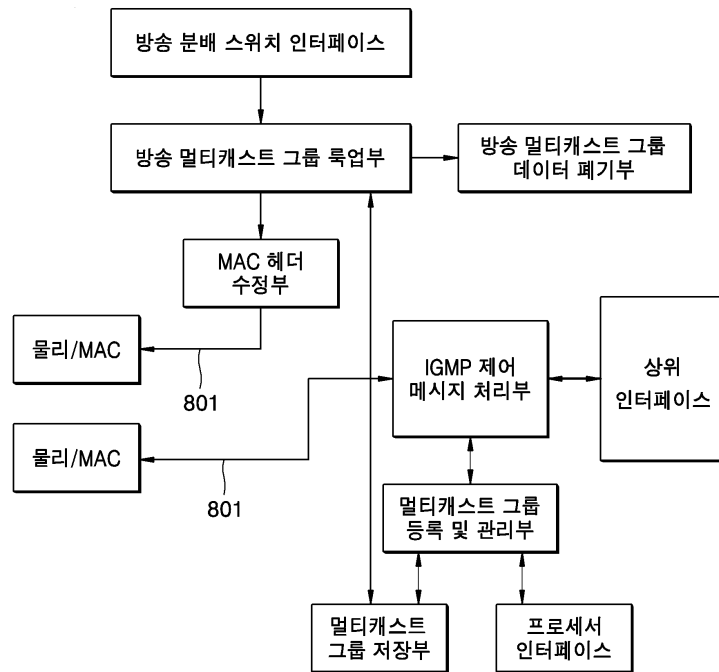 방송 분배 스위치 인터페이스
방송 멀티캐스트 그룹 룩업부
방송 멀티캐스트 그룹
데이터 폐기부
MAC 헤더
수정부
물리/MAC
801
IGMP 제어
메시지 처리부
상위
인터페이스
물리/MAC
801
멀티캐스트 그룹
등록 및 관리부
멀티캐스트
그룹 저장부
프로세서
인터페이스